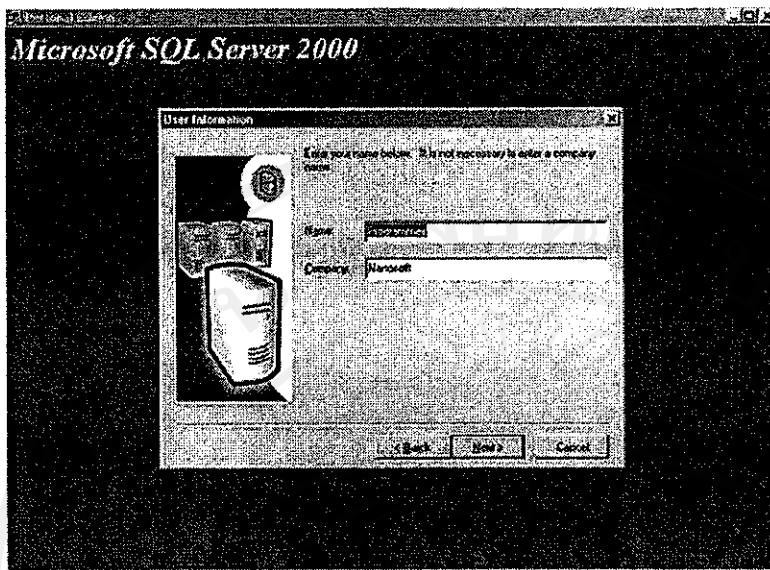 Microsoft SQL Server 2000
User Information
Enter your name below. It is not necessary to enter a company
name.
Name:
Company:
Nanosoft
< Back
Next >
Cancel